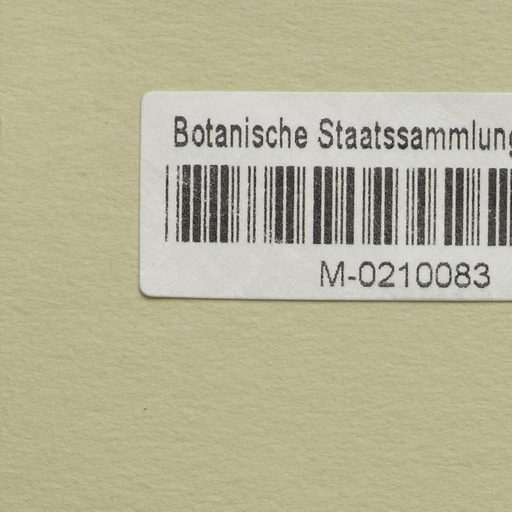 Botanische Staatssammlung
M-0210083